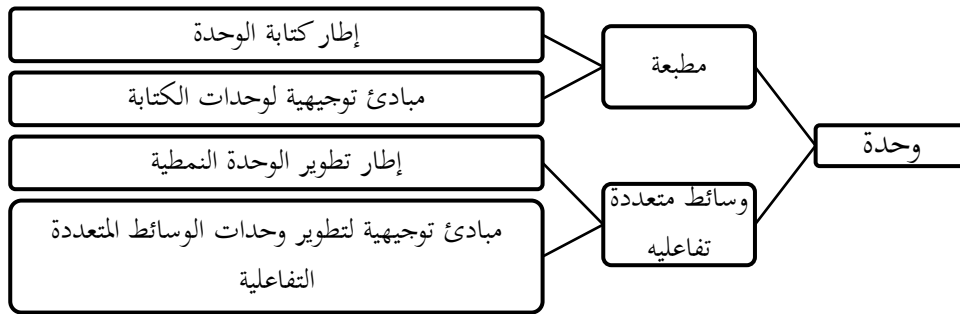 وحدة
مطبعة
إطار كتابة الوحدة
مبادئ توجيهية لوحدات الكتابة
وسائط متعددة
تفاعليه
إطار تطوير الوحدة النمطية
مبادئ توجيهية لتطوير وحدات الوسائط المتعددة
التفاعلية